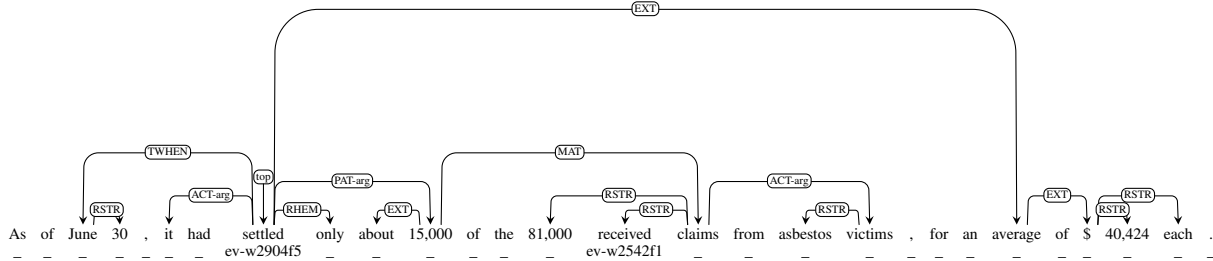 EXT
TWHEN MAT
top
ACT-arg PAT-arg RSTR ACT-arg EXT RSTR
RSTR RHEM EXT RSTR RSTR RSTR
As of June 30 , it had settled only about 15,000 of the 81,000 received claims from asbestos victims , for an average of $ 40,424 each .
_ _ _ _ _ _ _ ev-w2904f5 _ _ _ _ _ _ ev-w2542f1 _ _ _ _ _ _ _ _ _ _ _ _ _